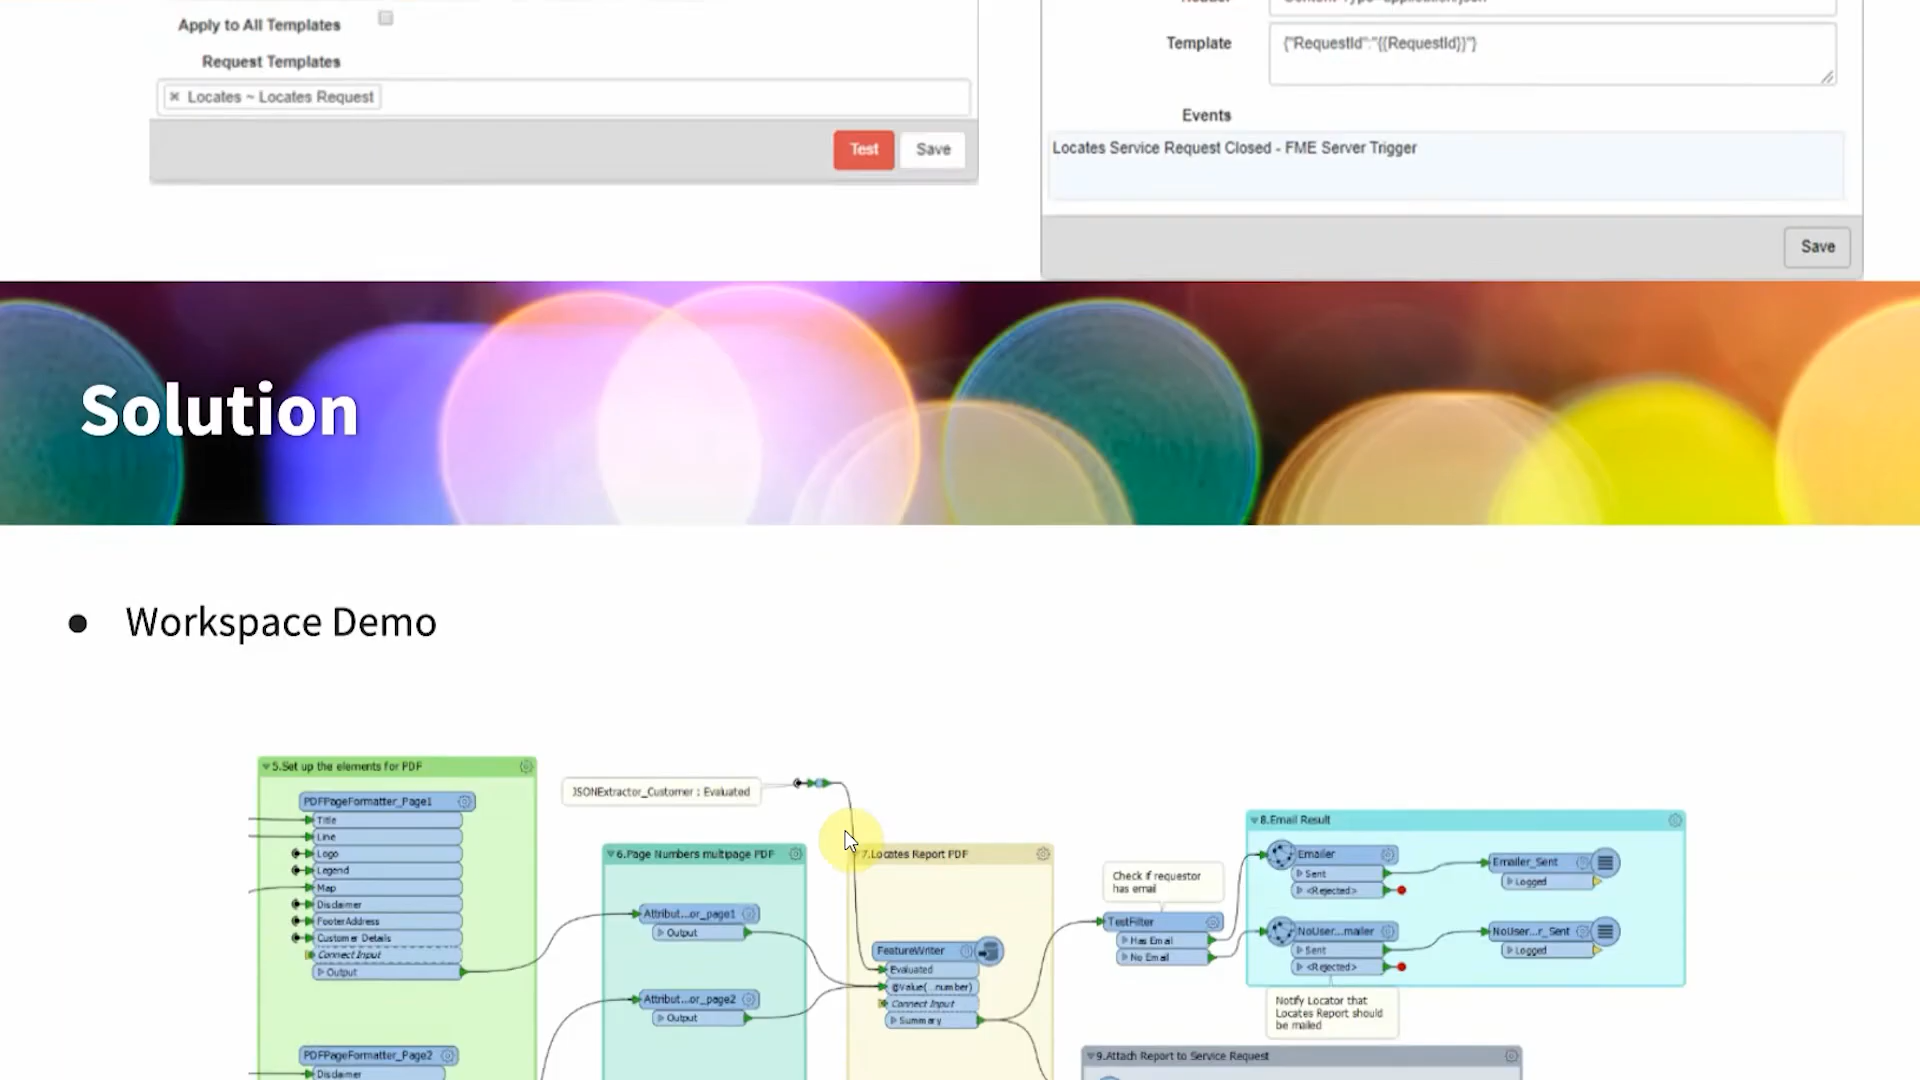 Apply to All Templates
Request Templates
× Locates ~ Locates Request
Test
Save
Template
{"RequestId":"{{RequestId}}"}
Events
Locates Service Request Closed - FME Server Trigger
Save
Solution
● Workspace Demo
5.Set up the elements for PDF
PDFPageFormatter_Page1
Title
Line
Logo
Legend
Map
Disclaimer
FooterAddress
Customer Details
Connect Input
Output
PDFPageFormatter_Page2
Disclaimer
JSONExtractor_Customer : Evaluated
6.Page Numbers multipage PDF
Attribut...or_page1
Output
Attribut...or_page2
Output
7.Locates Report PDF
FeatureWriter
Evaluated
@Value(...number)
Connect Input
Summary
Check if requestor
has email
TestFilter
Has Email
No Email
8.Email Result
Emailer
Sent
<Rejected>
Emailer_Sent
Logged
NoUser...mailer
Sent
<Rejected>
NoUser...r_Sent
Logged
Notify Locator that
Locates Report should
be mailed
9.Attach Report to Service Request